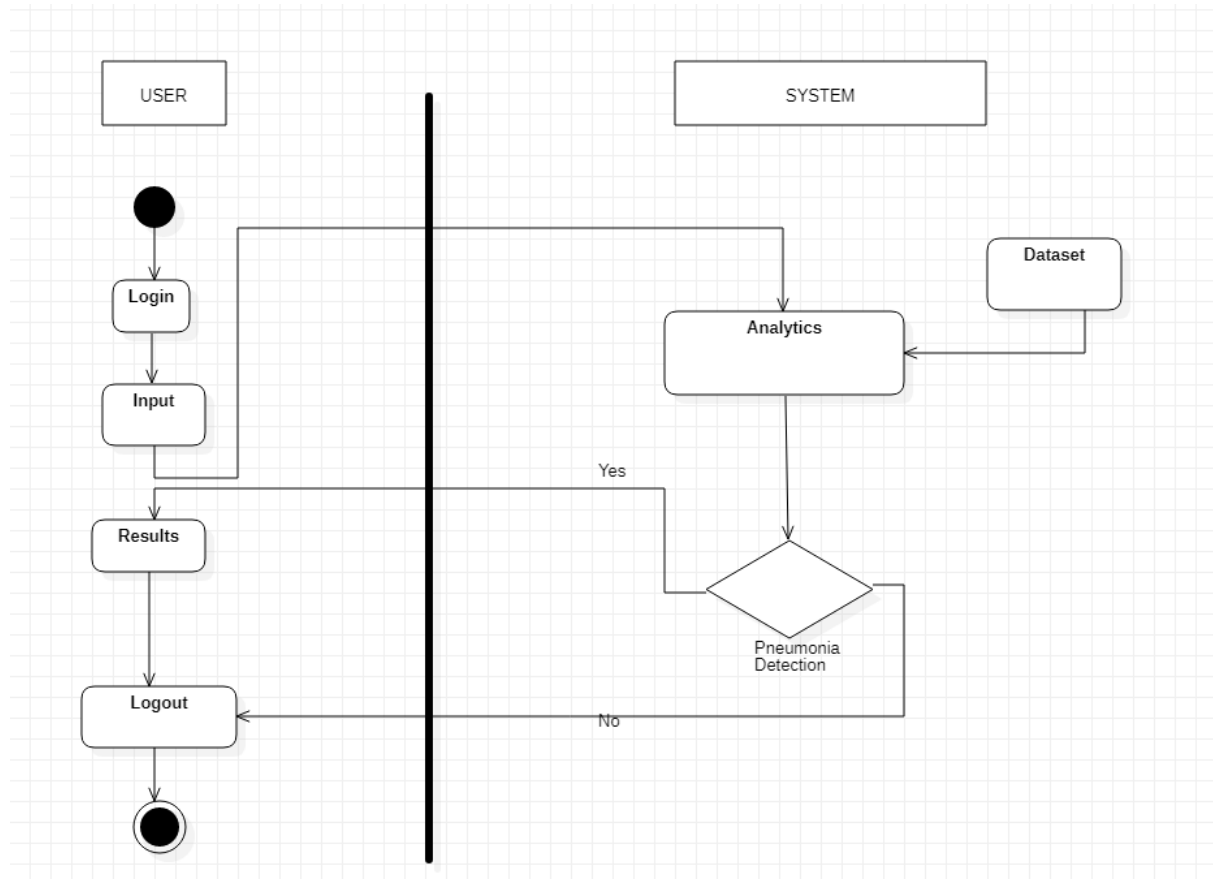 USER
SYSTEM
Dataset
Login
Analytics
Input
Yes
Results
Pneumonia
Detection
Logout
No